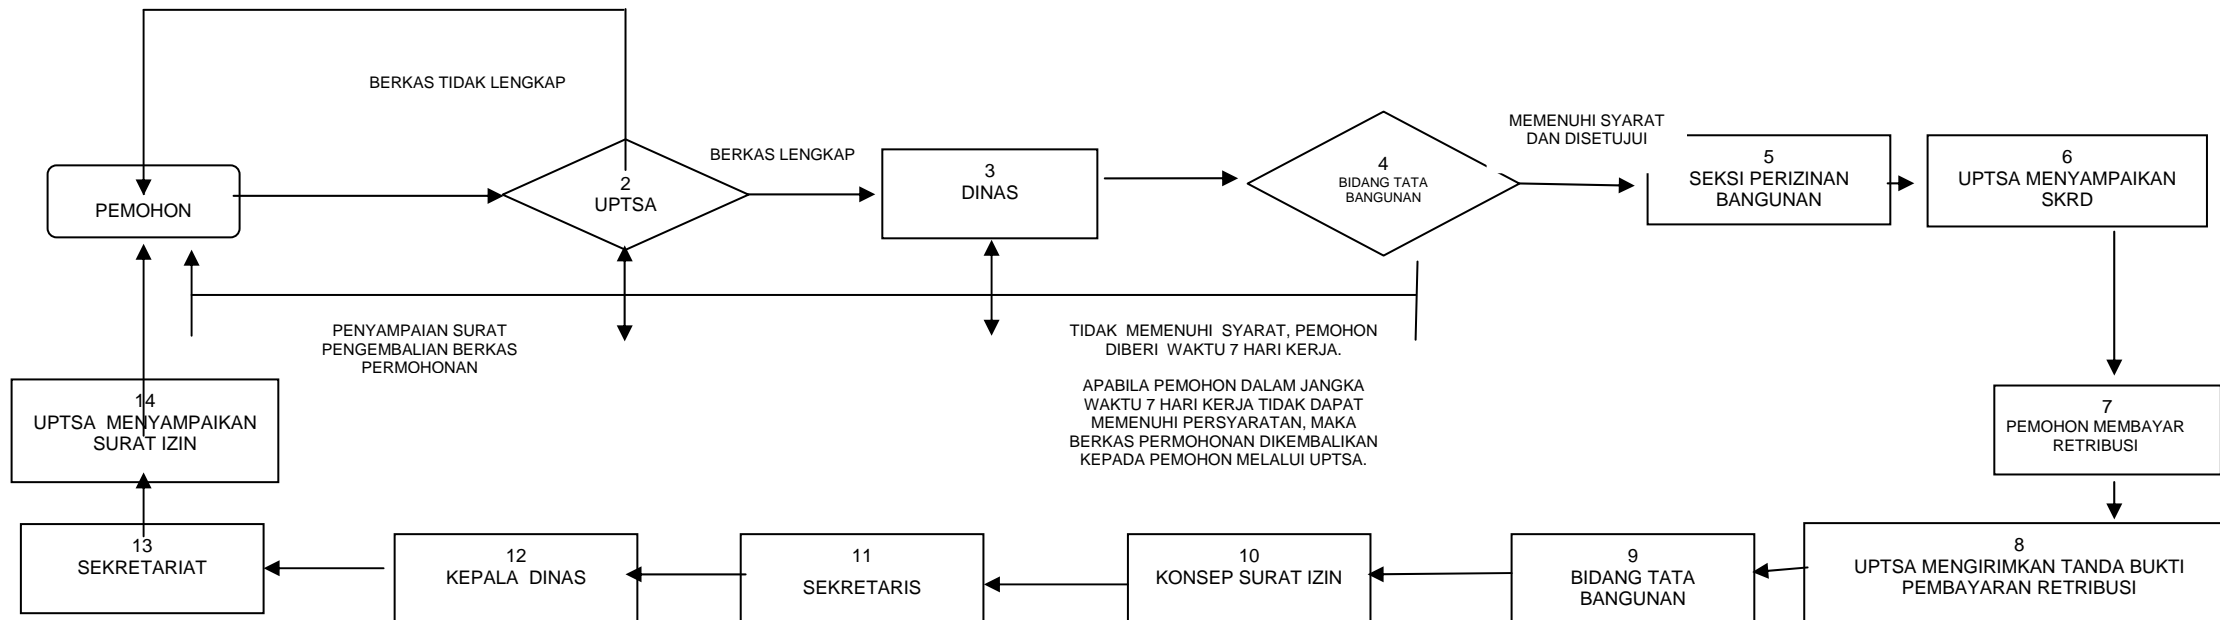 BERKAS TIDAK LENGKAP
PEMOHON
2
UPTSA
BERKAS LENGKAP
3
DINAS
4
BIDANG TATA
BANGUNAN
MEMENUHI SYARAT
DAN DISETUJUI
5
SEKSI PERIZINAN
BANGUNAN
6
UPTSA MENYAMPAIKAN
SKRD
PENYAMPAIAN SURAT
PENGEMBALIAN BERKAS
PERMOHONAN
TIDAK MEMENUHI SYARAT, PEMOHON
DIBERI WAKTU 7 HARI KERJA.
APABILA PEMOHON DALAM JANGKA
WAKTU 7 HARI KERJA TIDAK DAPAT
MEMENUHI PERSYARATAN, MAKA
BERKAS PERMOHONAN DIKEMBALIKAN
KEPADA PEMOHON MELALUI UPTSA.
7
PEMOHON MEMBAYAR
RETRIBUSI
14
UPTSA MENYAMPAIKAN
SURAT IZIN
13
SEKRETARIAT
12
KEPALA DINAS
11
SEKRETARIS
10
KONSEP SURAT IZIN
9
BIDANG TATA
BANGUNAN
8
UPTSA MENGIRIMKAN TANDA BUKTI
PEMBAYARAN RETRIBUSI